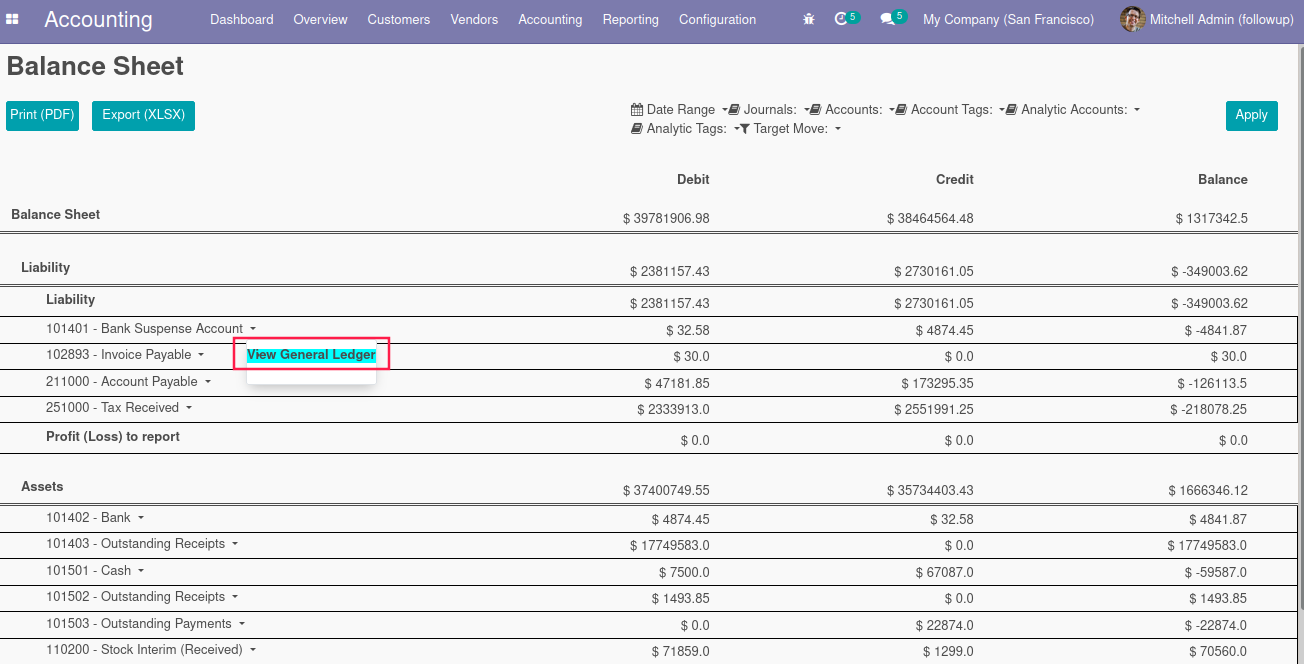 Accounting Dashboard Overview Customers Vendors Accounting Reporting Configuration 5 5 My Company (San Francisco) Mitchell Admin (followup)
Balance Sheet
Print (PDF) Export (XLSX) Date Range Journals: Accounts: Account Tags: Analytic Accounts: Apply
Analytic Tags: Target Move:
Debit Credit Balance
Balance Sheet $ 39781906.98 $ 38464564.48 $ 1317342.5
Liability $ 2381157.43 $ 2730161.05 $ -349003.62
Liability $ 2381157.43 $ 2730161.05 $ -349003.62
101401 - Bank Suspense Account $ 32.58 $ 4874.45 $ -4841.87
102893 - Invoice Payable View General Ledger $ 30.0 $ 0.0 $ 30.0
211000 - Account Payable $ 47181.85 $ 173295.35 $ -126113.5
251000 - Tax Received $ 2333913.0 $ 2551991.25 $ -218078.25
Profit (Loss) to report $ 0.0 $ 0.0 $ 0.0
Assets $ 37400749.55 $ 35734403.43 $ 1666346.12
101402 - Bank $ 4874.45 $ 32.58 $ 4841.87
101403 - Outstanding Receipts $ 17749583.0 $ 0.0 $ 17749583.0
101501 - Cash $ 7500.0 $ 67087.0 $ -59587.0
101502 - Outstanding Receipts $ 1493.85 $ 0.0 $ 1493.85
101503 - Outstanding Payments $ 0.0 $ 22874.0 $ -22874.0
110200 - Stock Interim (Received) $ 71859.0 $ 1299.0 $ 70560.0